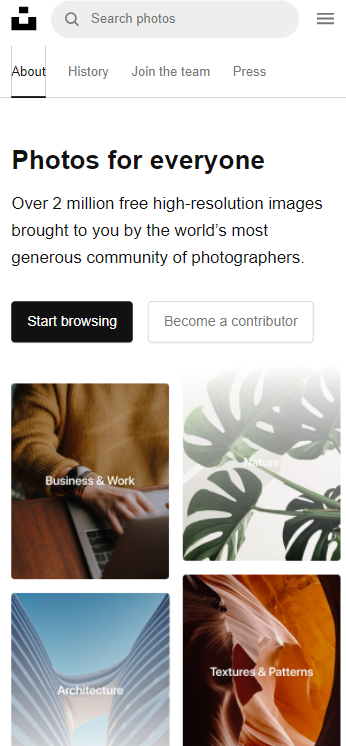 Search photos
About History Join the team Press
Photos for everyone
Over 2 million free high-resolution images
brought to you by the world’s most
generous community of photographers.
Start browsing Become a contributor
Business & Work
Nature
Architecture
Textures & Patterns